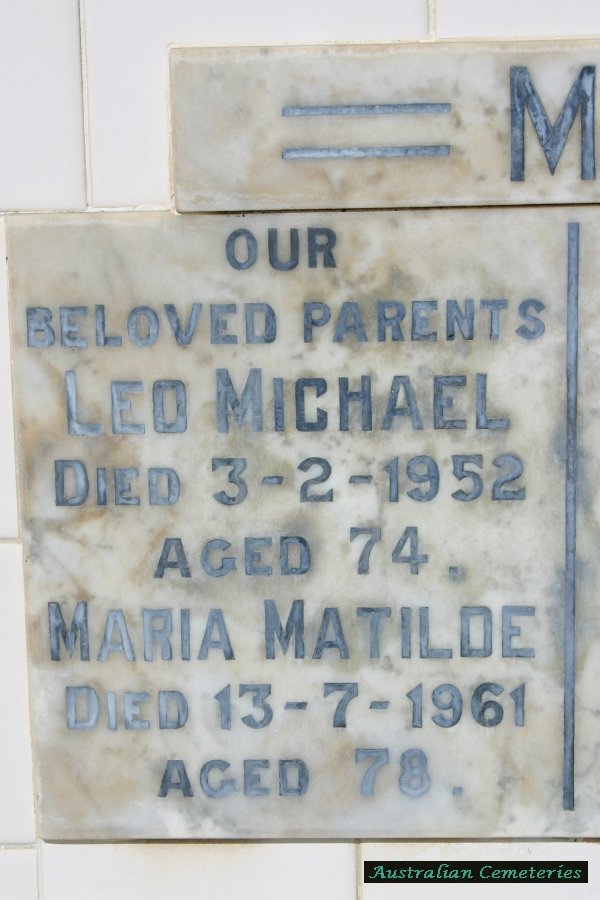 M
OUR
BELOVED PARENTS
LEO MICHAEL
DIED 3-2-1952
AGED 74.
MARIA MATILDE
DIED 13-7-1961
AGED 78.
Australian Cemeteries